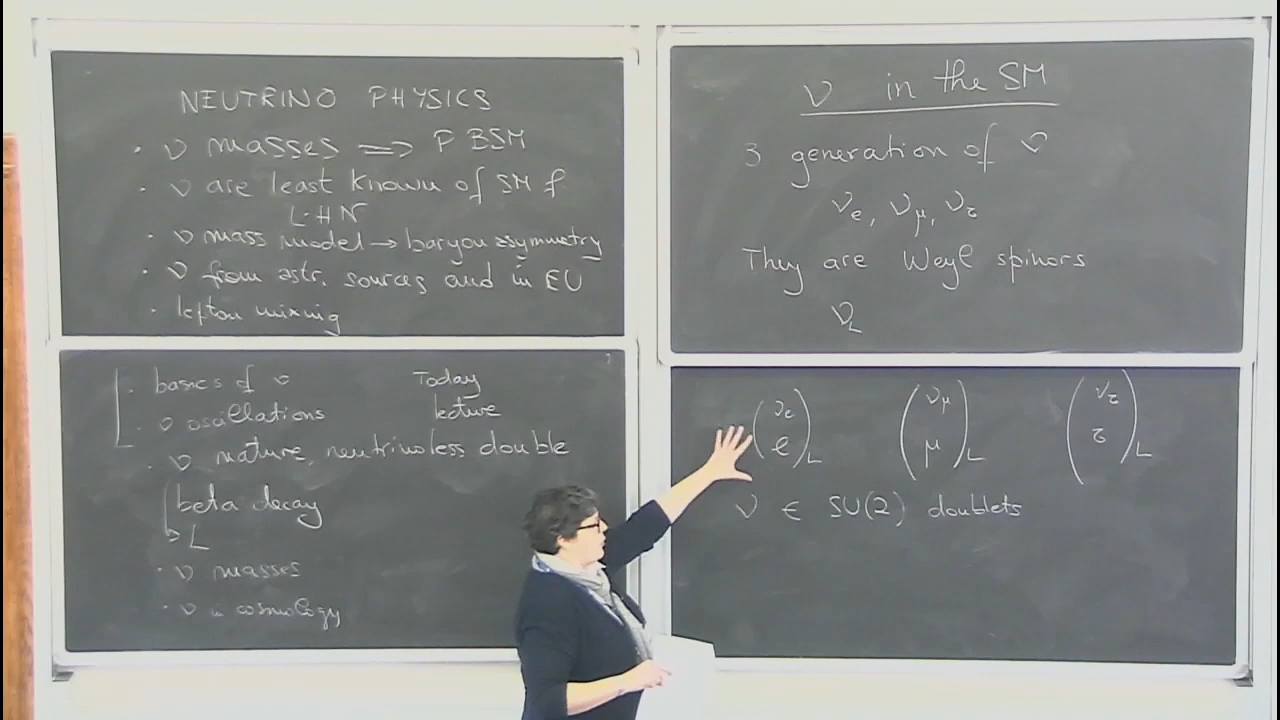 NEUTRINO PHYSICS
· ν masses ⟹ P BSM
· ν are least known of SM f
L·HN
· ν mass model → baryon asymmetry
· ν from astr. sources and in EU
· lepton mixing
· basics of ν
Today
· ν oscillations
lecture
· ν nature, neutrinoless double
beta decay
↳ L
· ν masses
· ν in cosmology
ν in the SM
3 generation of ν
νe, νμ, ντ
They are Weyl spinors
νL
(νe e)L (νμ μ)L (ντ τ)L
ν ∈ SU(2) doublets